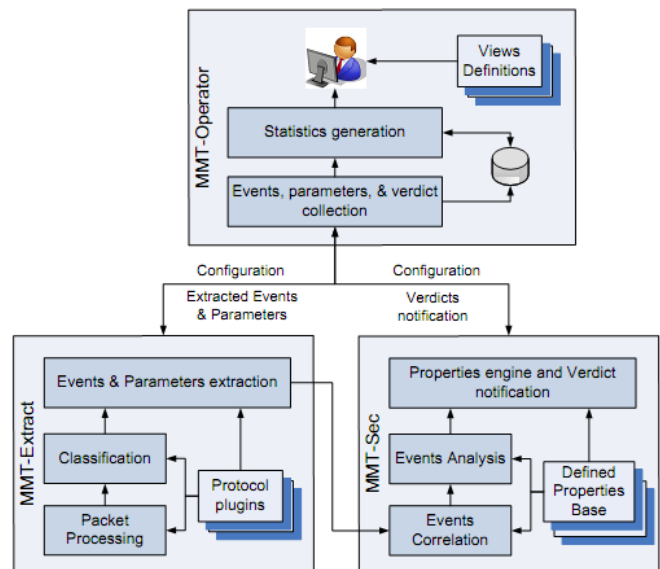 MMT-Operator
Views
Definitions
Statistics generation
Events, parameters, & verdict
collection
Configuration
Extracted Events
& Parameters
Configuration
Verdicts
notification
MMT-Extract
Events & Parameters extraction
Classification
Packet
Processing
Protocol
plugins
MMT-Sec
Properties engine and Verdict
notification
Events Analysis
Events
Correlation
Defined
Properties
Base